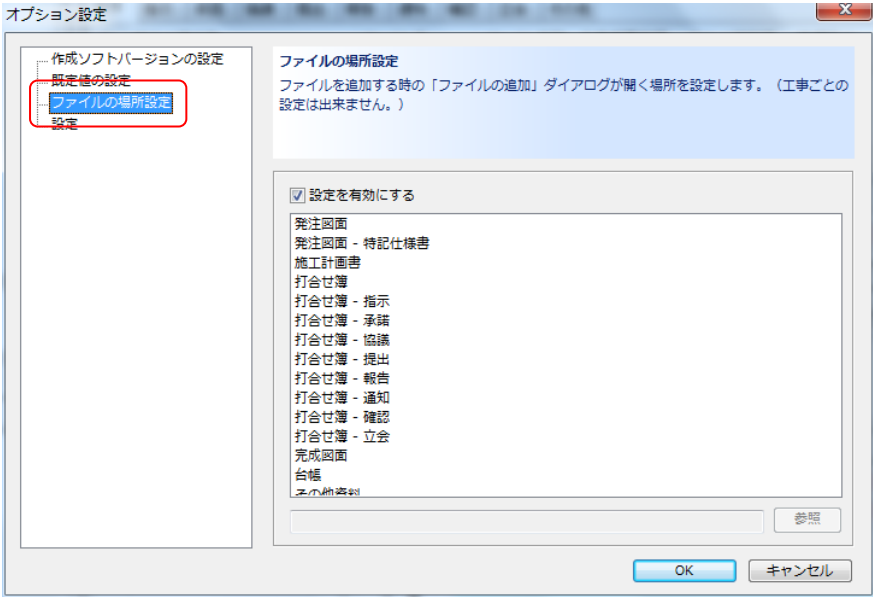 オプション設定
作成ソフトバージョンの設定
既定値の設定
ファイルの場所設定
設定
ファイルの場所設定
ファイルを追加する時の「ファイルの追加」ダイアログが開く場所を設定します。（工事ごとの
設定は出来ません。）
設定を有効にする
発注図面
発注図面 - 特記仕様書
施工計画書
打合せ簿
打合せ簿 - 指示
打合せ簿 - 承諾
打合せ簿 - 協議
打合せ簿 - 提出
打合せ簿 - 報告
打合せ簿 - 通知
打合せ簿 - 確認
打合せ簿 - 立会
完成図面
台帳
その他資料
参照
OK キャンセル